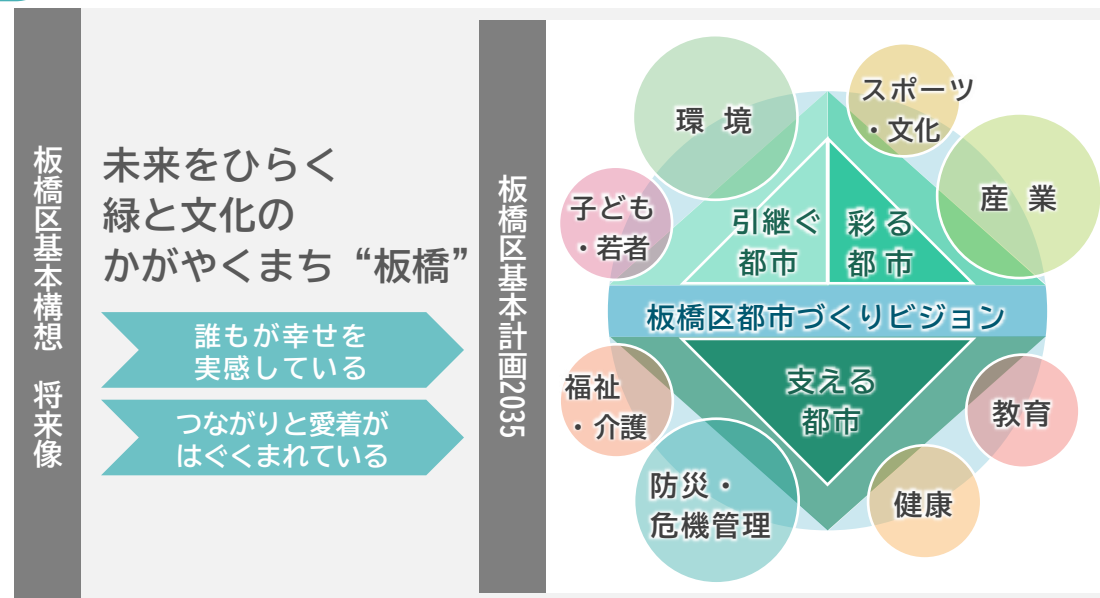 板橋区基本構想　将来像
未来をひらく
緑と文化の
かがやくまち“板橋”
誰もが幸せを
実感している
つながりと愛着が
はぐくまれている
板橋区基本計画2035
環 境
スポーツ
・文化
子ども
・若者
産 業
引継ぐ
都市
彩る
都市
板橋区都市づくりビジョン
支える
都市
福祉
・介護
教育
防災・
危機管理
健康